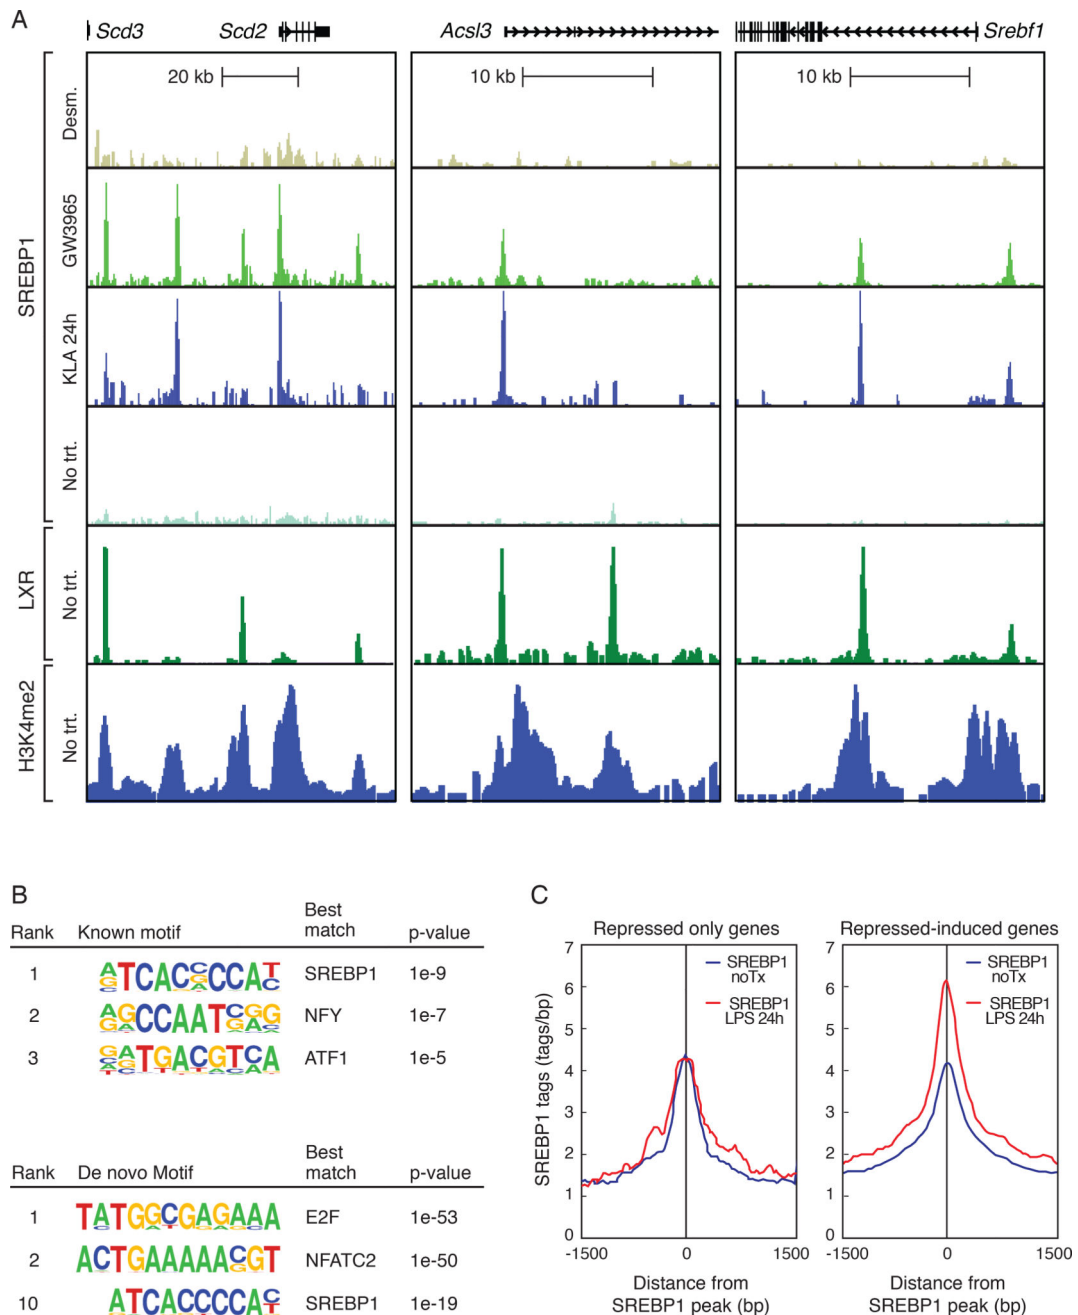 A
Scd3 Scd2 Acsl3 Srebf1
20 kb 10 kb 10 kb
SREBP1
Desm.
GW3965
KLA 24h
No trt.
LXR
No trt.
H3K4me2
No trt.
B
Rank Known motif Best match p-value
1 SREBP1 1e-9
2 NFY 1e-7
3 ATF1 1e-5
Rank De novo Motif Best match p-value
1 TATGGCGAGAAA E2F 1e-53
2 ACTGAAAAACGT NFATC2 1e-50
10 ATCACCCCAC SREBP1 1e-19
C
Repressed only genes
SREBP1 noTx
SREBP1 LPS 24h
SREBP1 tags (tags/bp)
7
6
5
4
3
2
1
0
-1500 0 1500
Distance from
SREBP1 peak (bp)
Repressed-induced genes
SREBP1 noTx
SREBP1 LPS 24h
7
6
5
4
3
2
1
0
-1500 0 1500
Distance from
SREBP1 peak (bp)